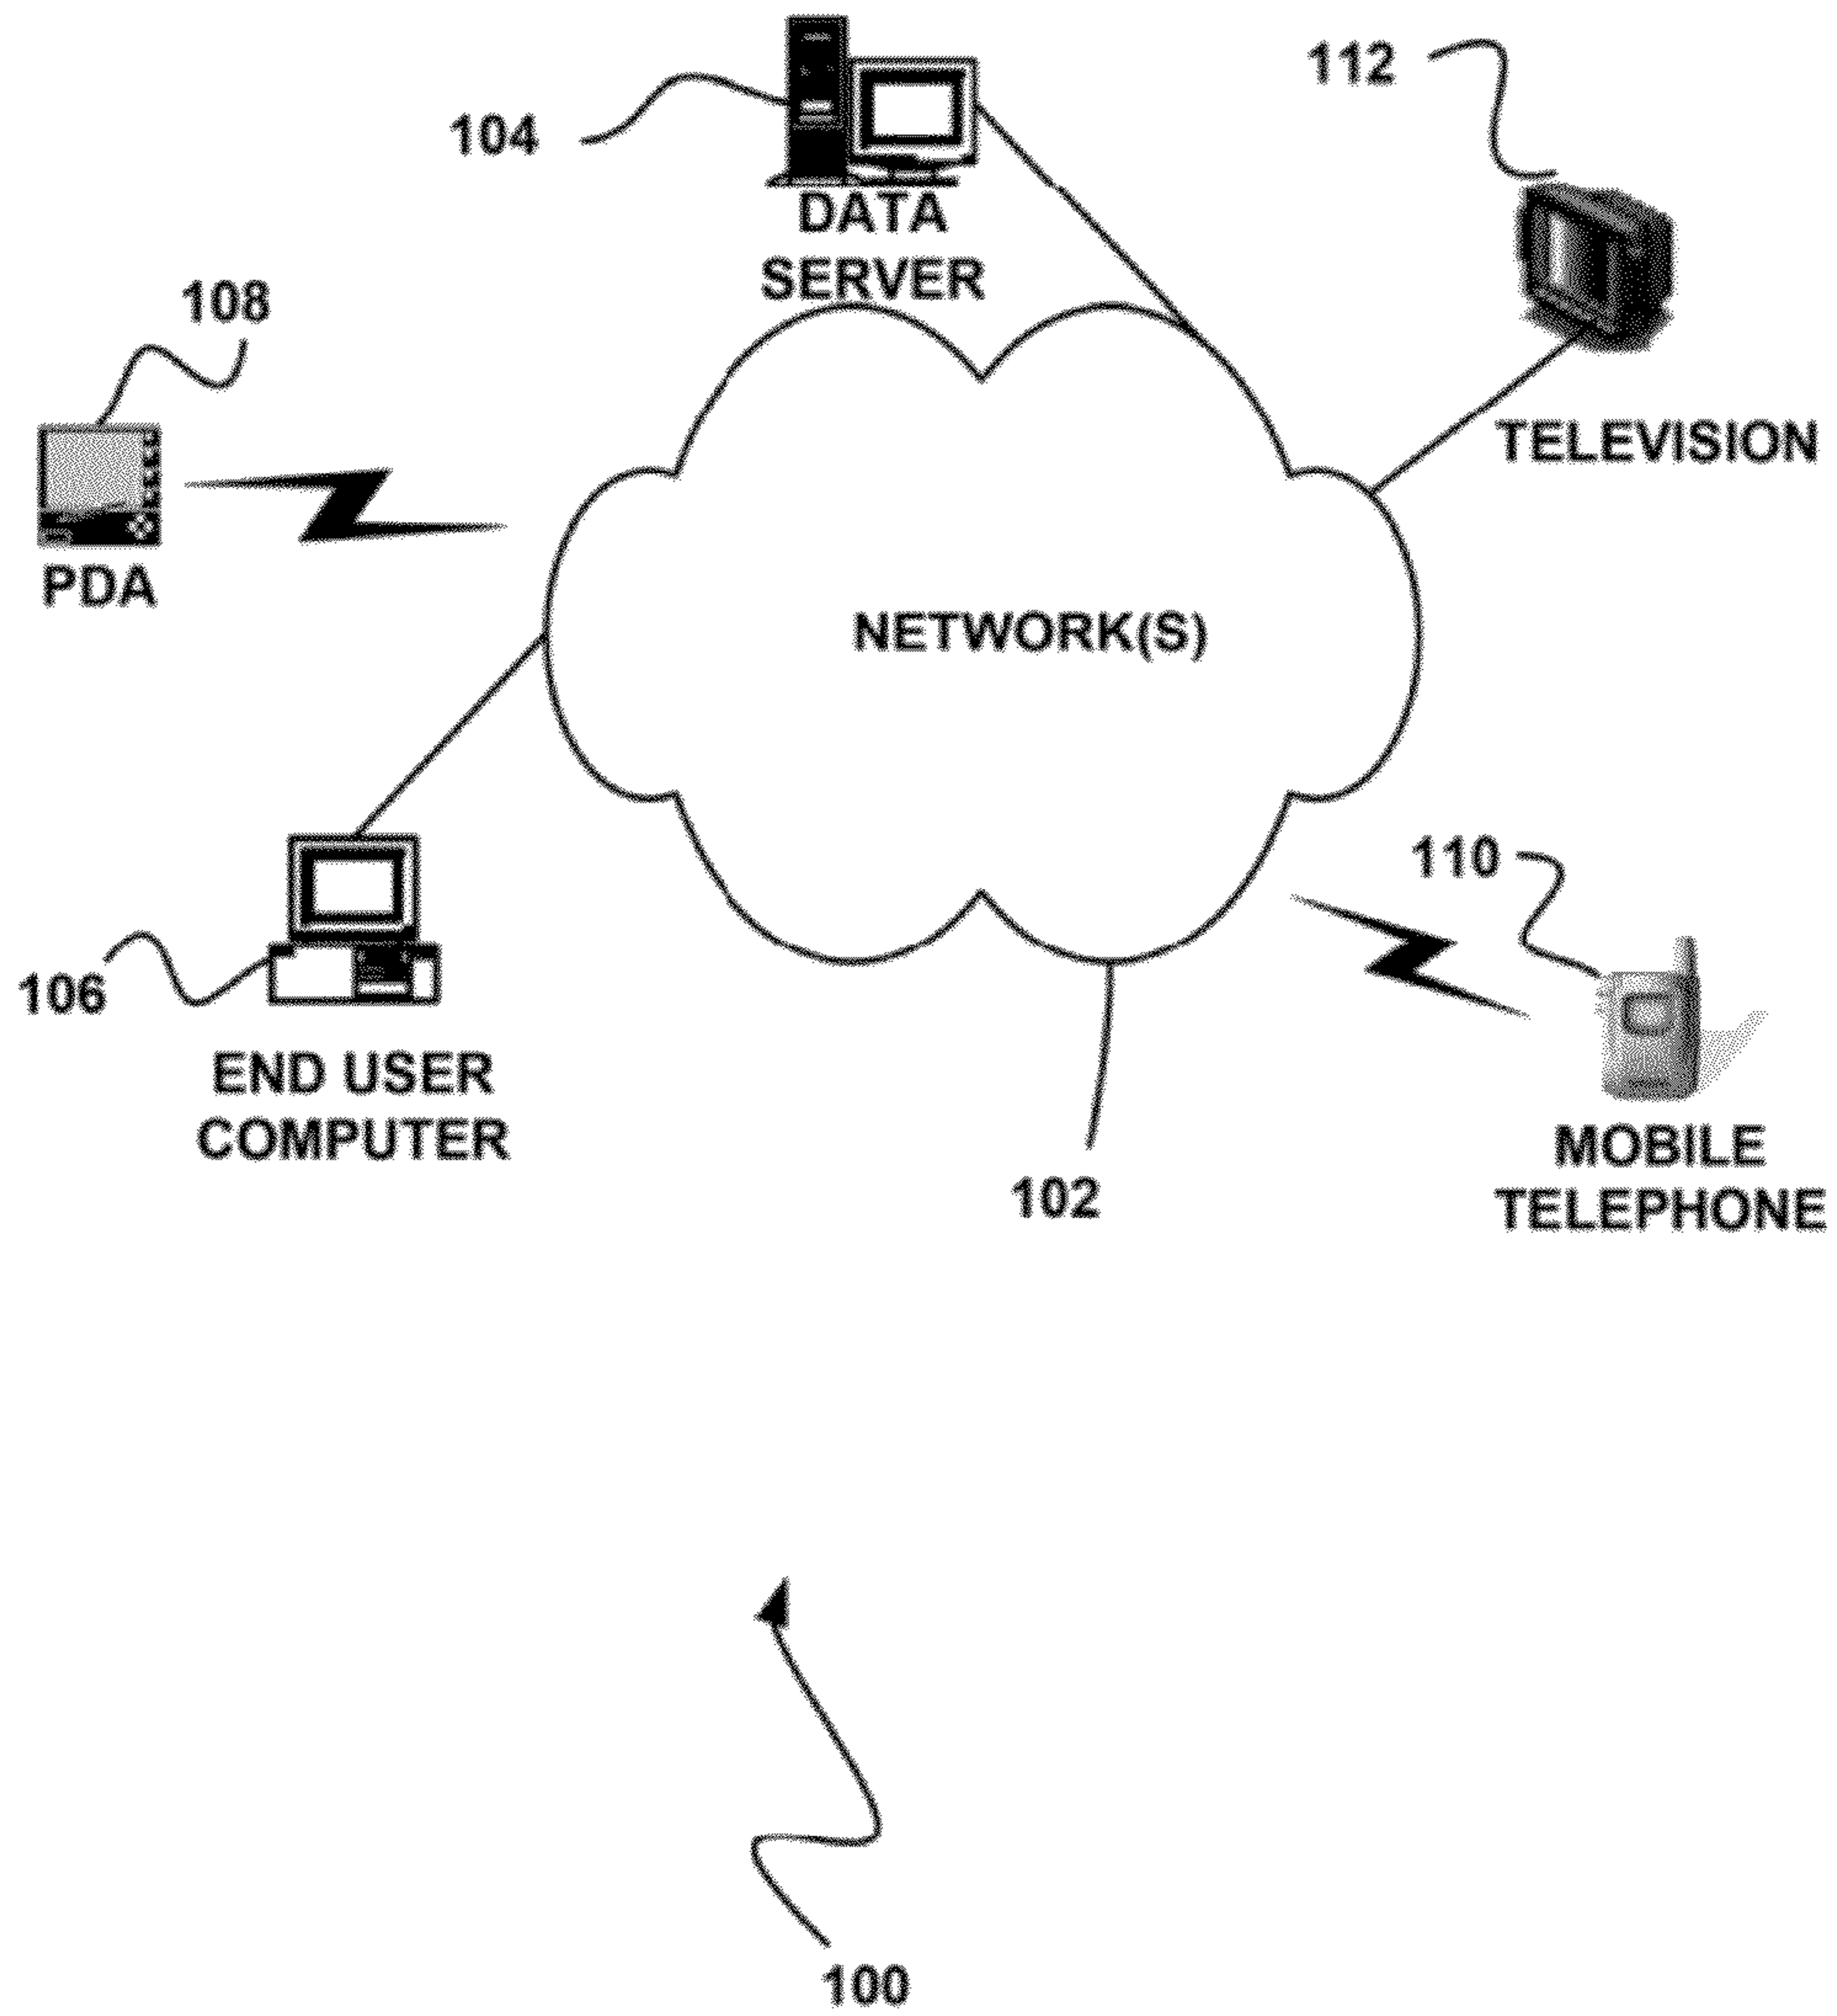 112
104
DATA
SERVER
108
TELEVISION
PDA
NETWORK(S)
110
106
END USER
COMPUTER
102
MOBILE
TELEPHONE
100